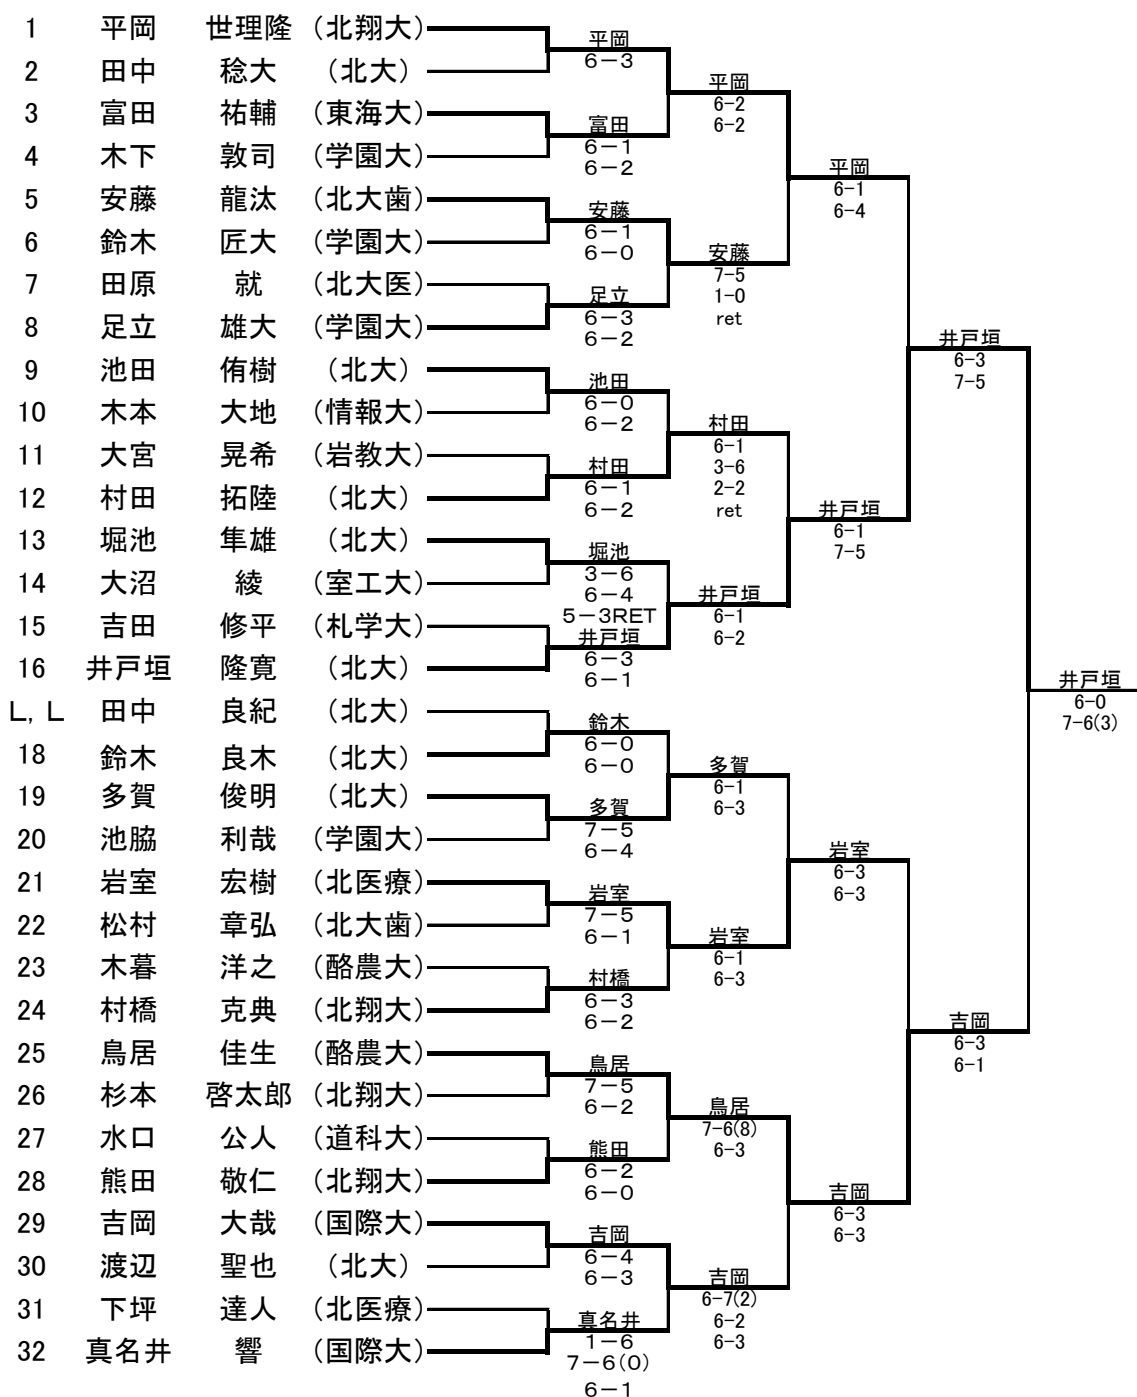 1 平岡 世理隆 (北翔大)
2 田中 稔大 (北大)
3 富田 祐輔 (東海大)
4 木下 敦司 (学園大)
5 安藤 龍汰 (北大歯)
6 鈴木 匠大 (学園大)
7 田原 就 (北大医)
8 足立 雄大 (学園大)
9 池田 侑樹 (北大)
10 木本 大地 (情報大)
11 大宮 晃希 (岩教大)
12 村田 拓陸 (北大)
13 堀池 隼雄 (北大)
14 大沼 綾 (室工大)
15 吉田 修平 (札学大)
16 井戸垣 隆寛 (北大)
L, L 田中 良紀 (北大)
18 鈴木 良木 (北大)
19 多賀 俊明 (北大)
20 池脇 利哉 (学園大)
21 岩室 宏樹 (北医療)
22 松村 章弘 (北大歯)
23 木暮 洋之 (酪農大)
24 村橋 克典 (北翔大)
25 鳥居 佳生 (酪農大)
26 杉本 啓太郎 (北翔大)
27 水口 公人 (道科大)
28 熊田 敬仁 (北翔大)
29 吉岡 大哉 (国際大)
30 渡辺 聖也 (北大)
31 下坪 達人 (北医療)
32 真名井 響 (国際大)
平岡
6-3
富田
6-1
6-2
安藤
6-1
6-0
足立
6-3
6-2
池田
6-0
6-2
村田
6-1
6-2
堀池
3-6
6-4
5-3RET
井戸垣
6-3
6-1
鈴木
6-0
6-0
多賀
7-5
6-4
岩室
7-5
6-1
村橋
6-3
6-2
鳥居
7-5
6-2
熊田
6-2
6-0
吉岡
6-4
6-3
真名井
1-6
7-6(0)
6-1
平岡
6-2
6-2
安藤
7-5
1-0
ret
村田
6-1
3-6
2-2
ret
井戸垣
6-1
6-2
多賀
6-1
6-3
岩室
6-1
6-3
鳥居
7-6(8)
6-3
吉岡
6-7(2)
6-2
6-3
平岡
6-1
6-4
井戸垣
6-1
7-5
岩室
6-3
6-3
吉岡
6-3
6-3
井戸垣
6-3
7-5
吉岡
6-3
6-1
井戸垣
6-0
7-6(3)